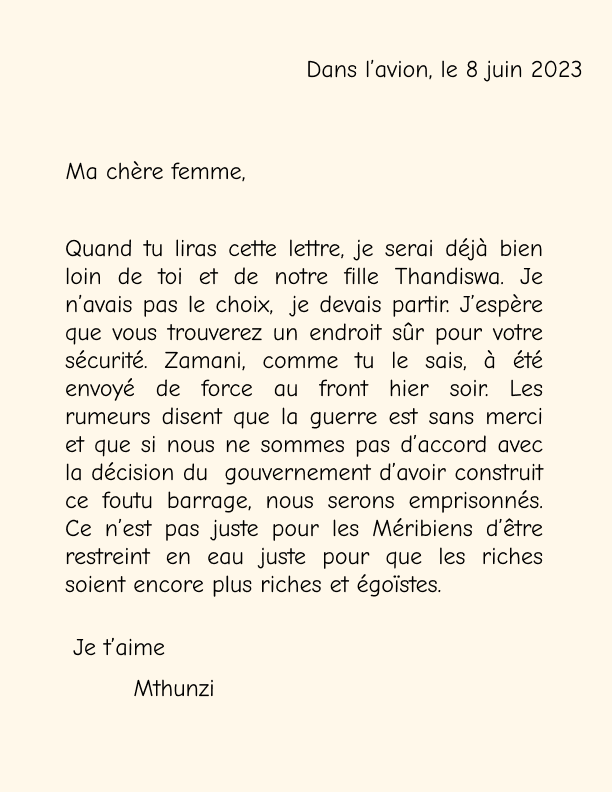 Dans l'avion, le 8 juin 2023
Ma chère femme,
Quand tu liras cette lettre, je serai déjà bien
loin de toi et de notre fille Thandiswa. Je
n'avais pas le choix, je devais partir. J'espère
que vous trouverez un endroit sûr pour votre
sécurité. Zamani, comme tu le sais, à été
envoyé de force au front hier soir. Les
rumeurs disent que la guerre est sans merci
et que si nous ne sommes pas d'accord avec
la décision du gouvernement d'avoir construit
ce foutu barrage, nous serons emprisonnés.
Ce n'est pas juste pour les Méribiens d'être
restreint en eau juste pour que les riches
soient encore plus riches et égoïstes.
Je t'aime
Mthunzi